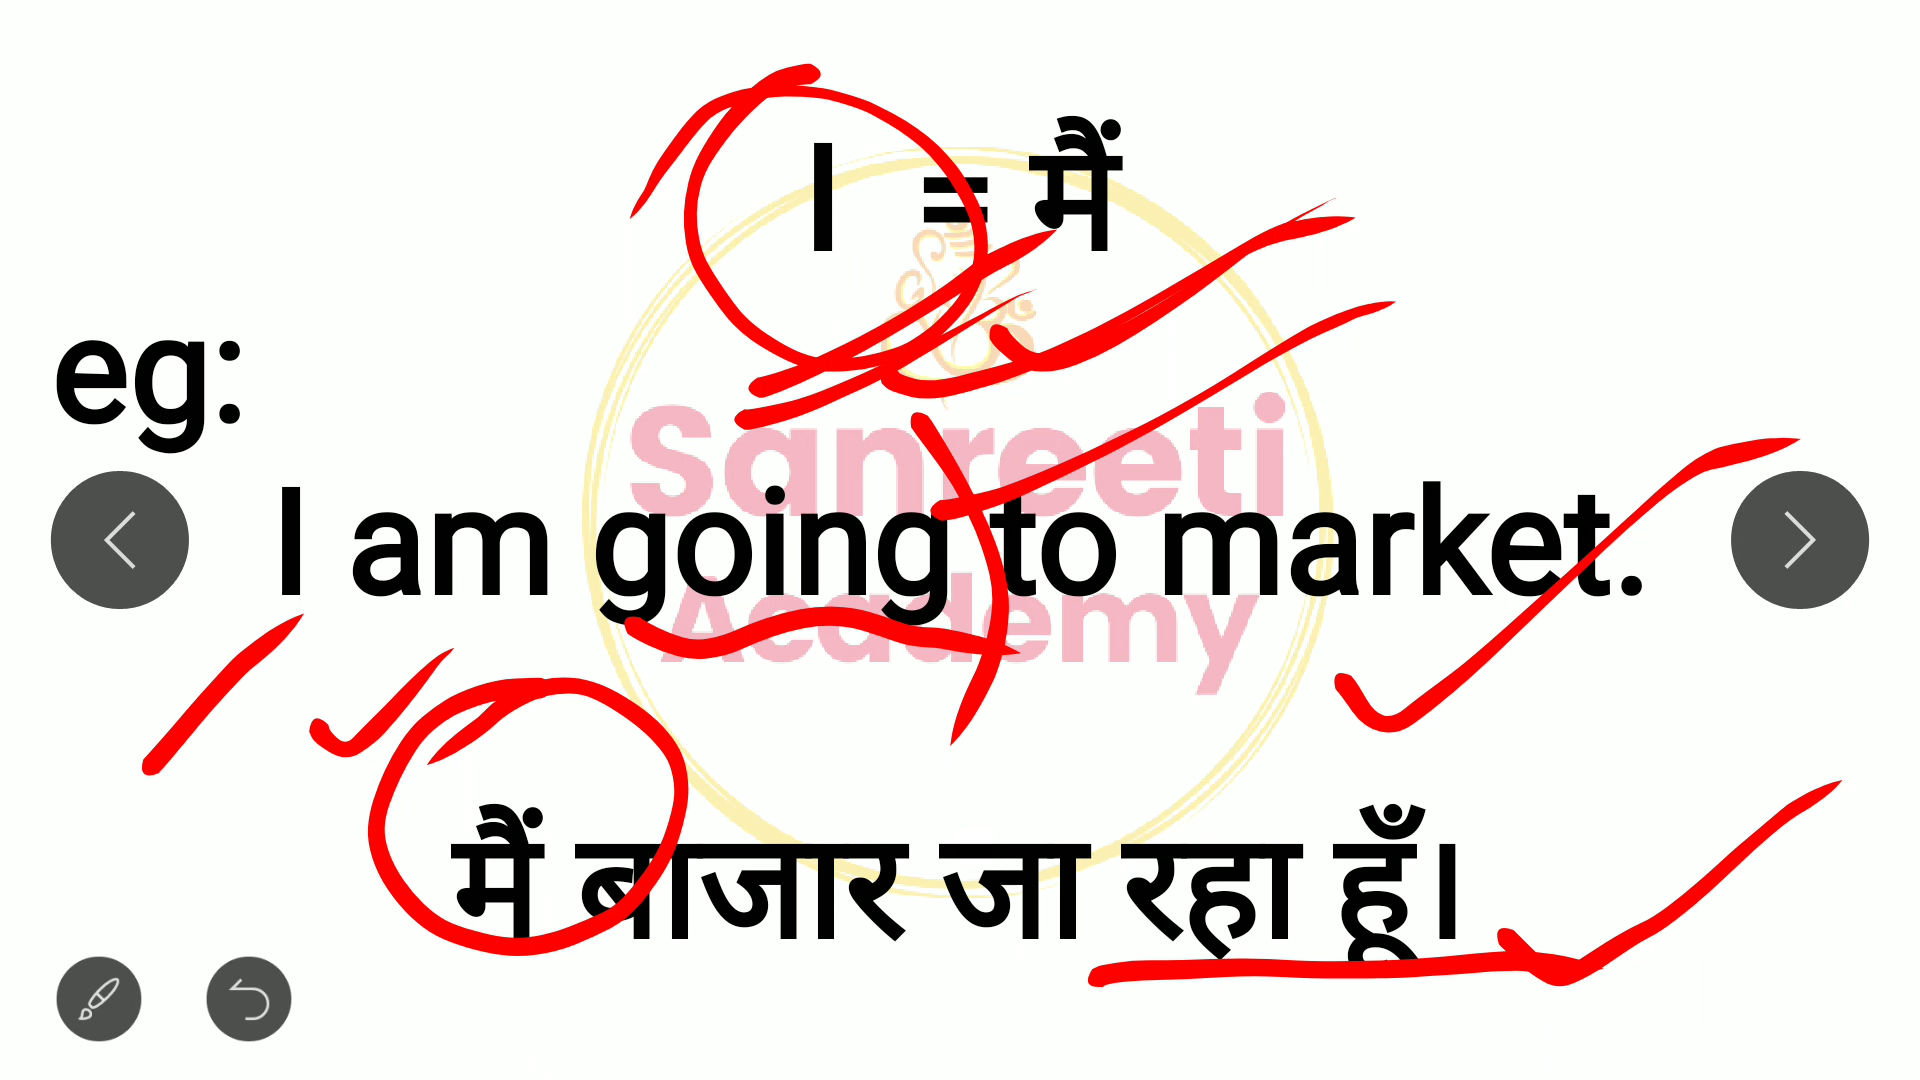 I = मैं
eg:
Sanreeti
I am going to market.
Academy
मैं बाजार जा रहा हूँ।